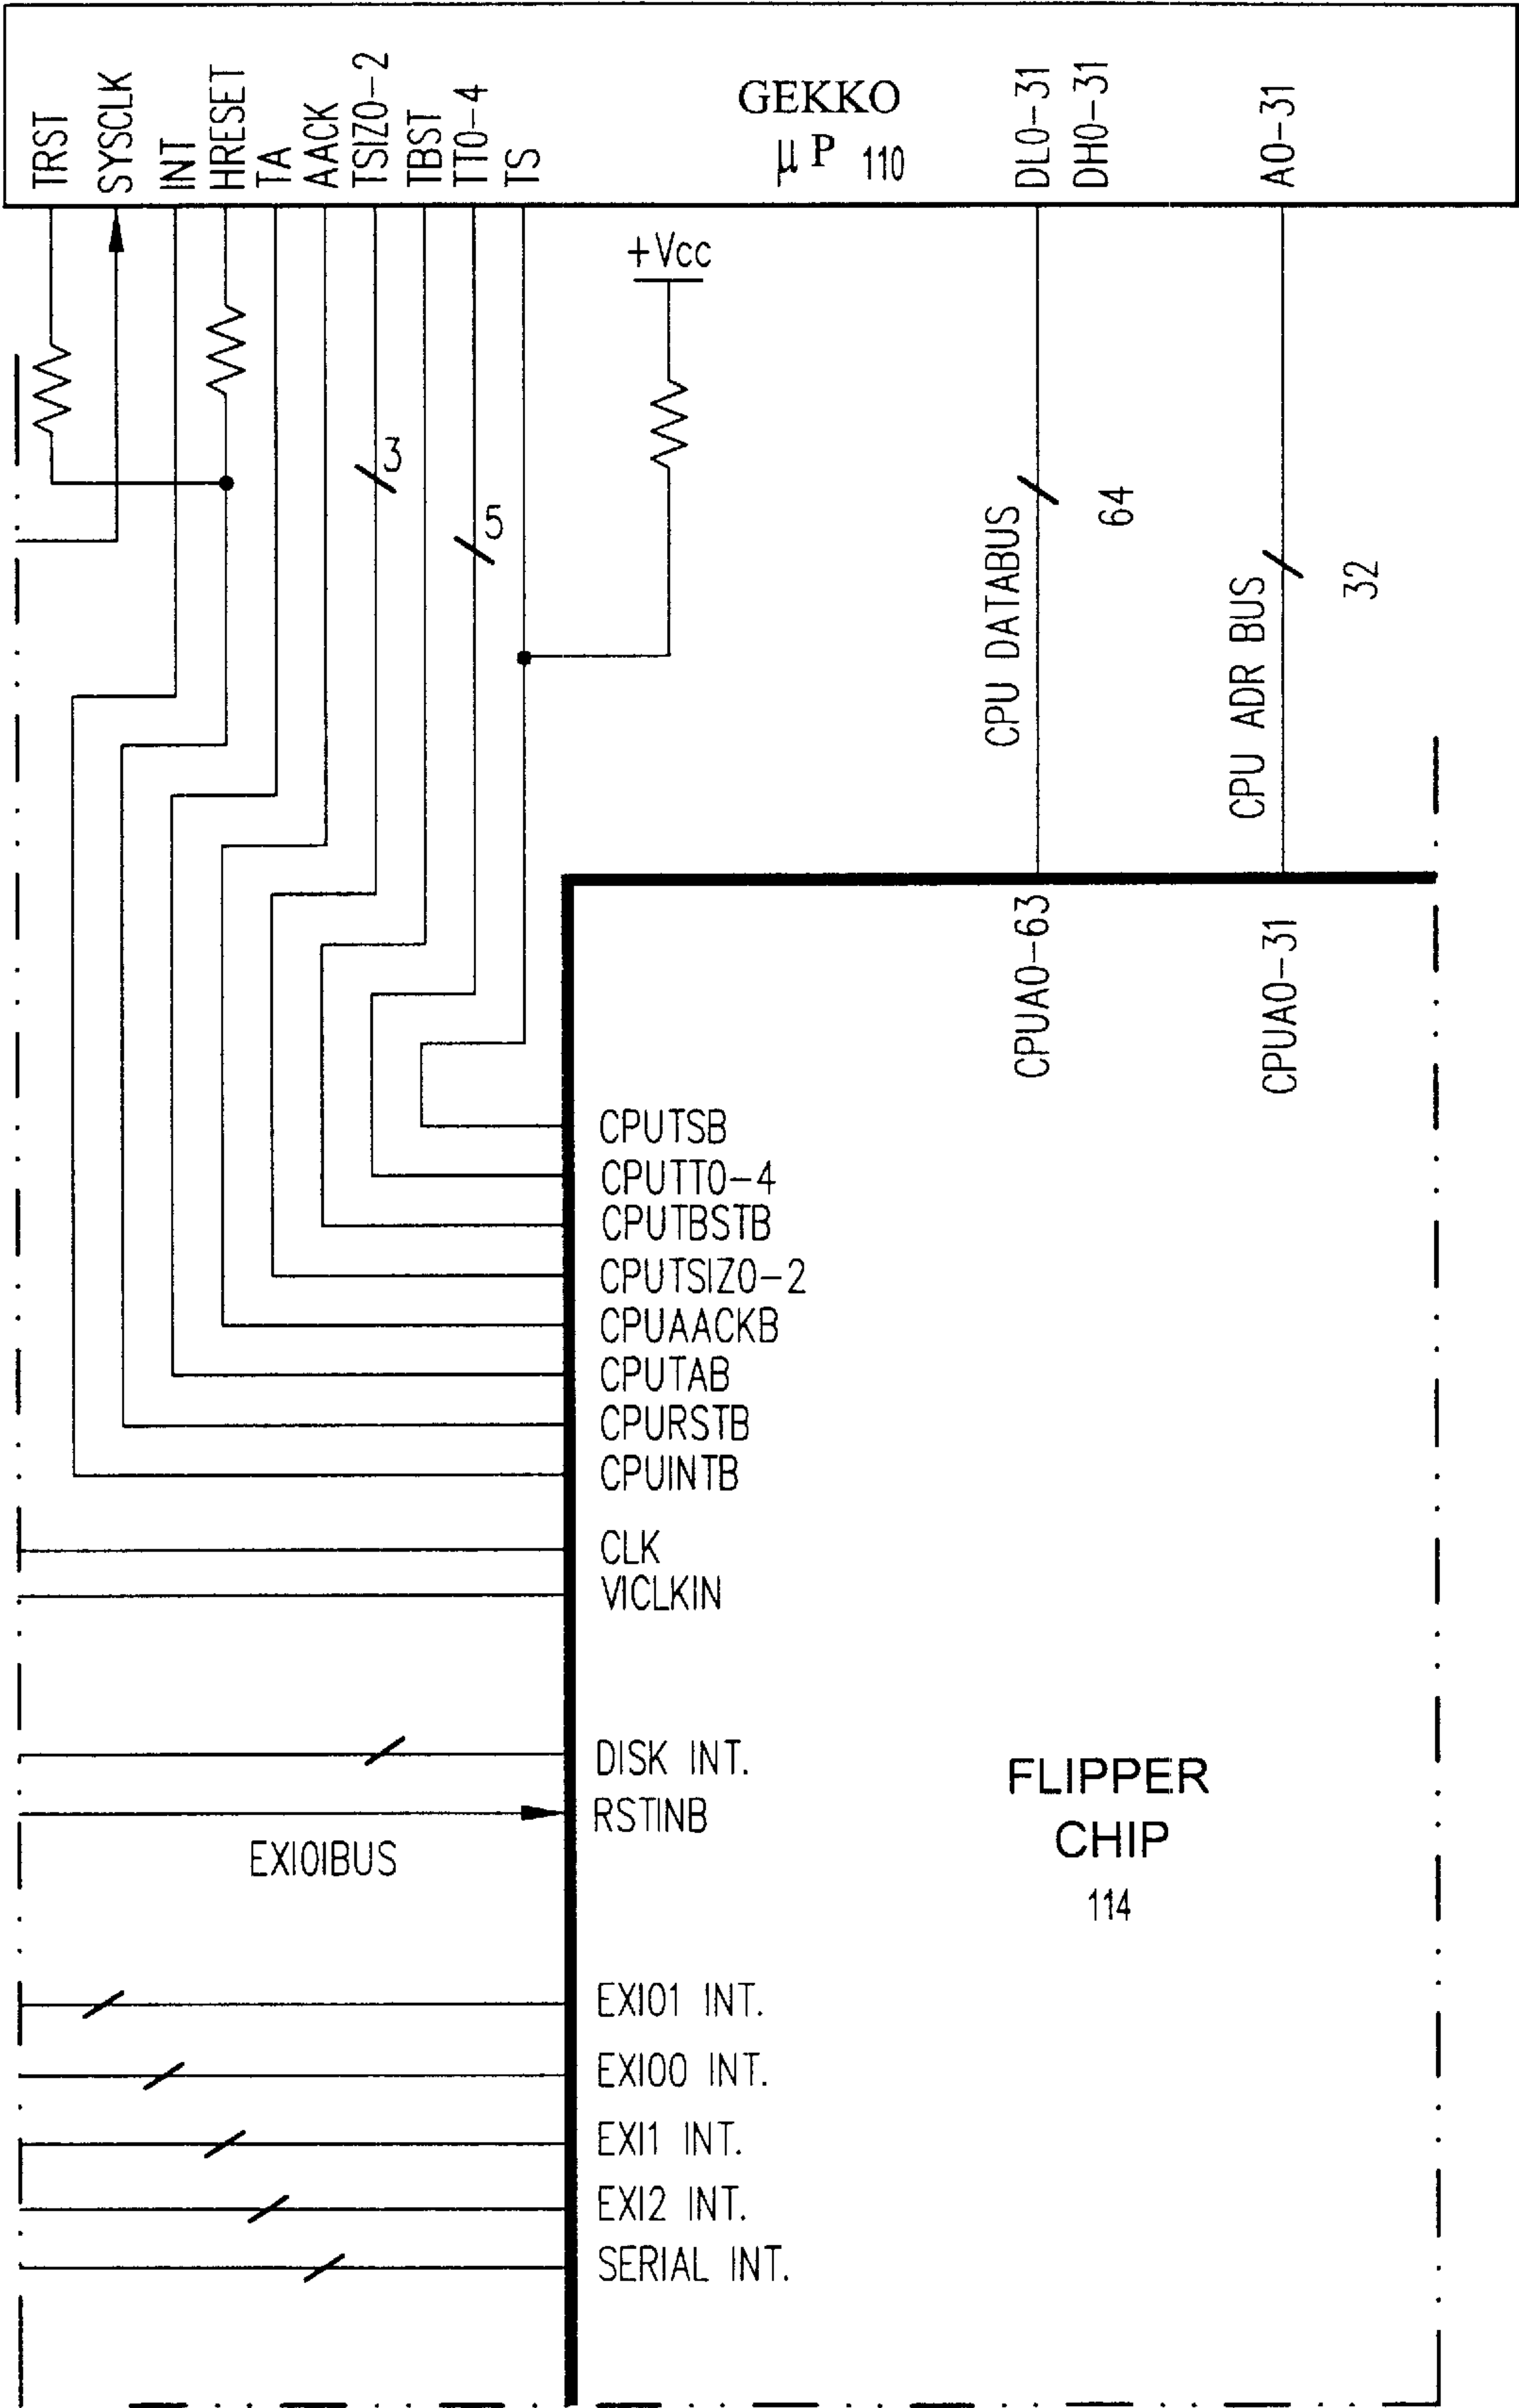 TRST
SYSCLK
INT
HRESET
TA
AACK
TSIZ0-2
TBST
TT0-4
TS
GEKKO
μP 110
DL0-31
DH0-31
A0-31
+Vcc
3
5
64
CPU DATABUS
32
CPU ADR BUS
CPUA0-63
CPUA0-31
CPUTSB
CPUTT0-4
CPUTBSTB
CPUTSIZ0-2
CPUAACKB
CPUTAB
CPURSTB
CPUINTB
CLK
VICLKIN
DISK INT.
RSTINB
EXI0IBUS
FLIPPER
CHIP
114
EXI01 INT.
EXI00 INT.
EXI1 INT.
EXI2 INT.
SERIAL INT.